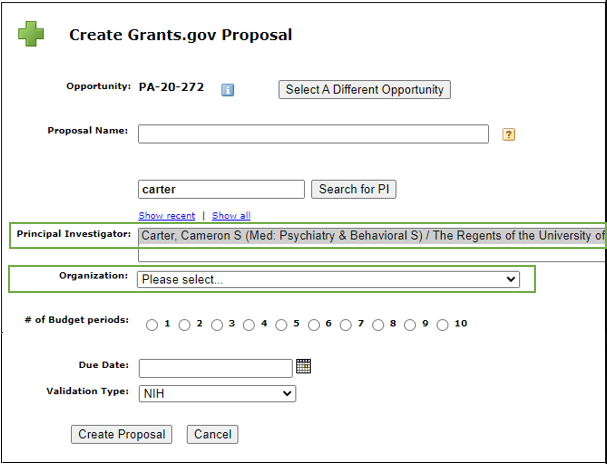 Create Grants.gov Proposal
Opportunity: PA-20-272 i Select A Different Opportunity
Proposal Name: ?
carter Search for PI
Show recent | Show all
Principal Investigator: Carter, Cameron S (Med: Psychiatry & Behavioral S) / The Regents of the University of
Organization: Please select...
# of Budget periods: 1 2 3 4 5 6 7 8 9 10
Due Date:
Validation Type: NIH
Create Proposal Cancel